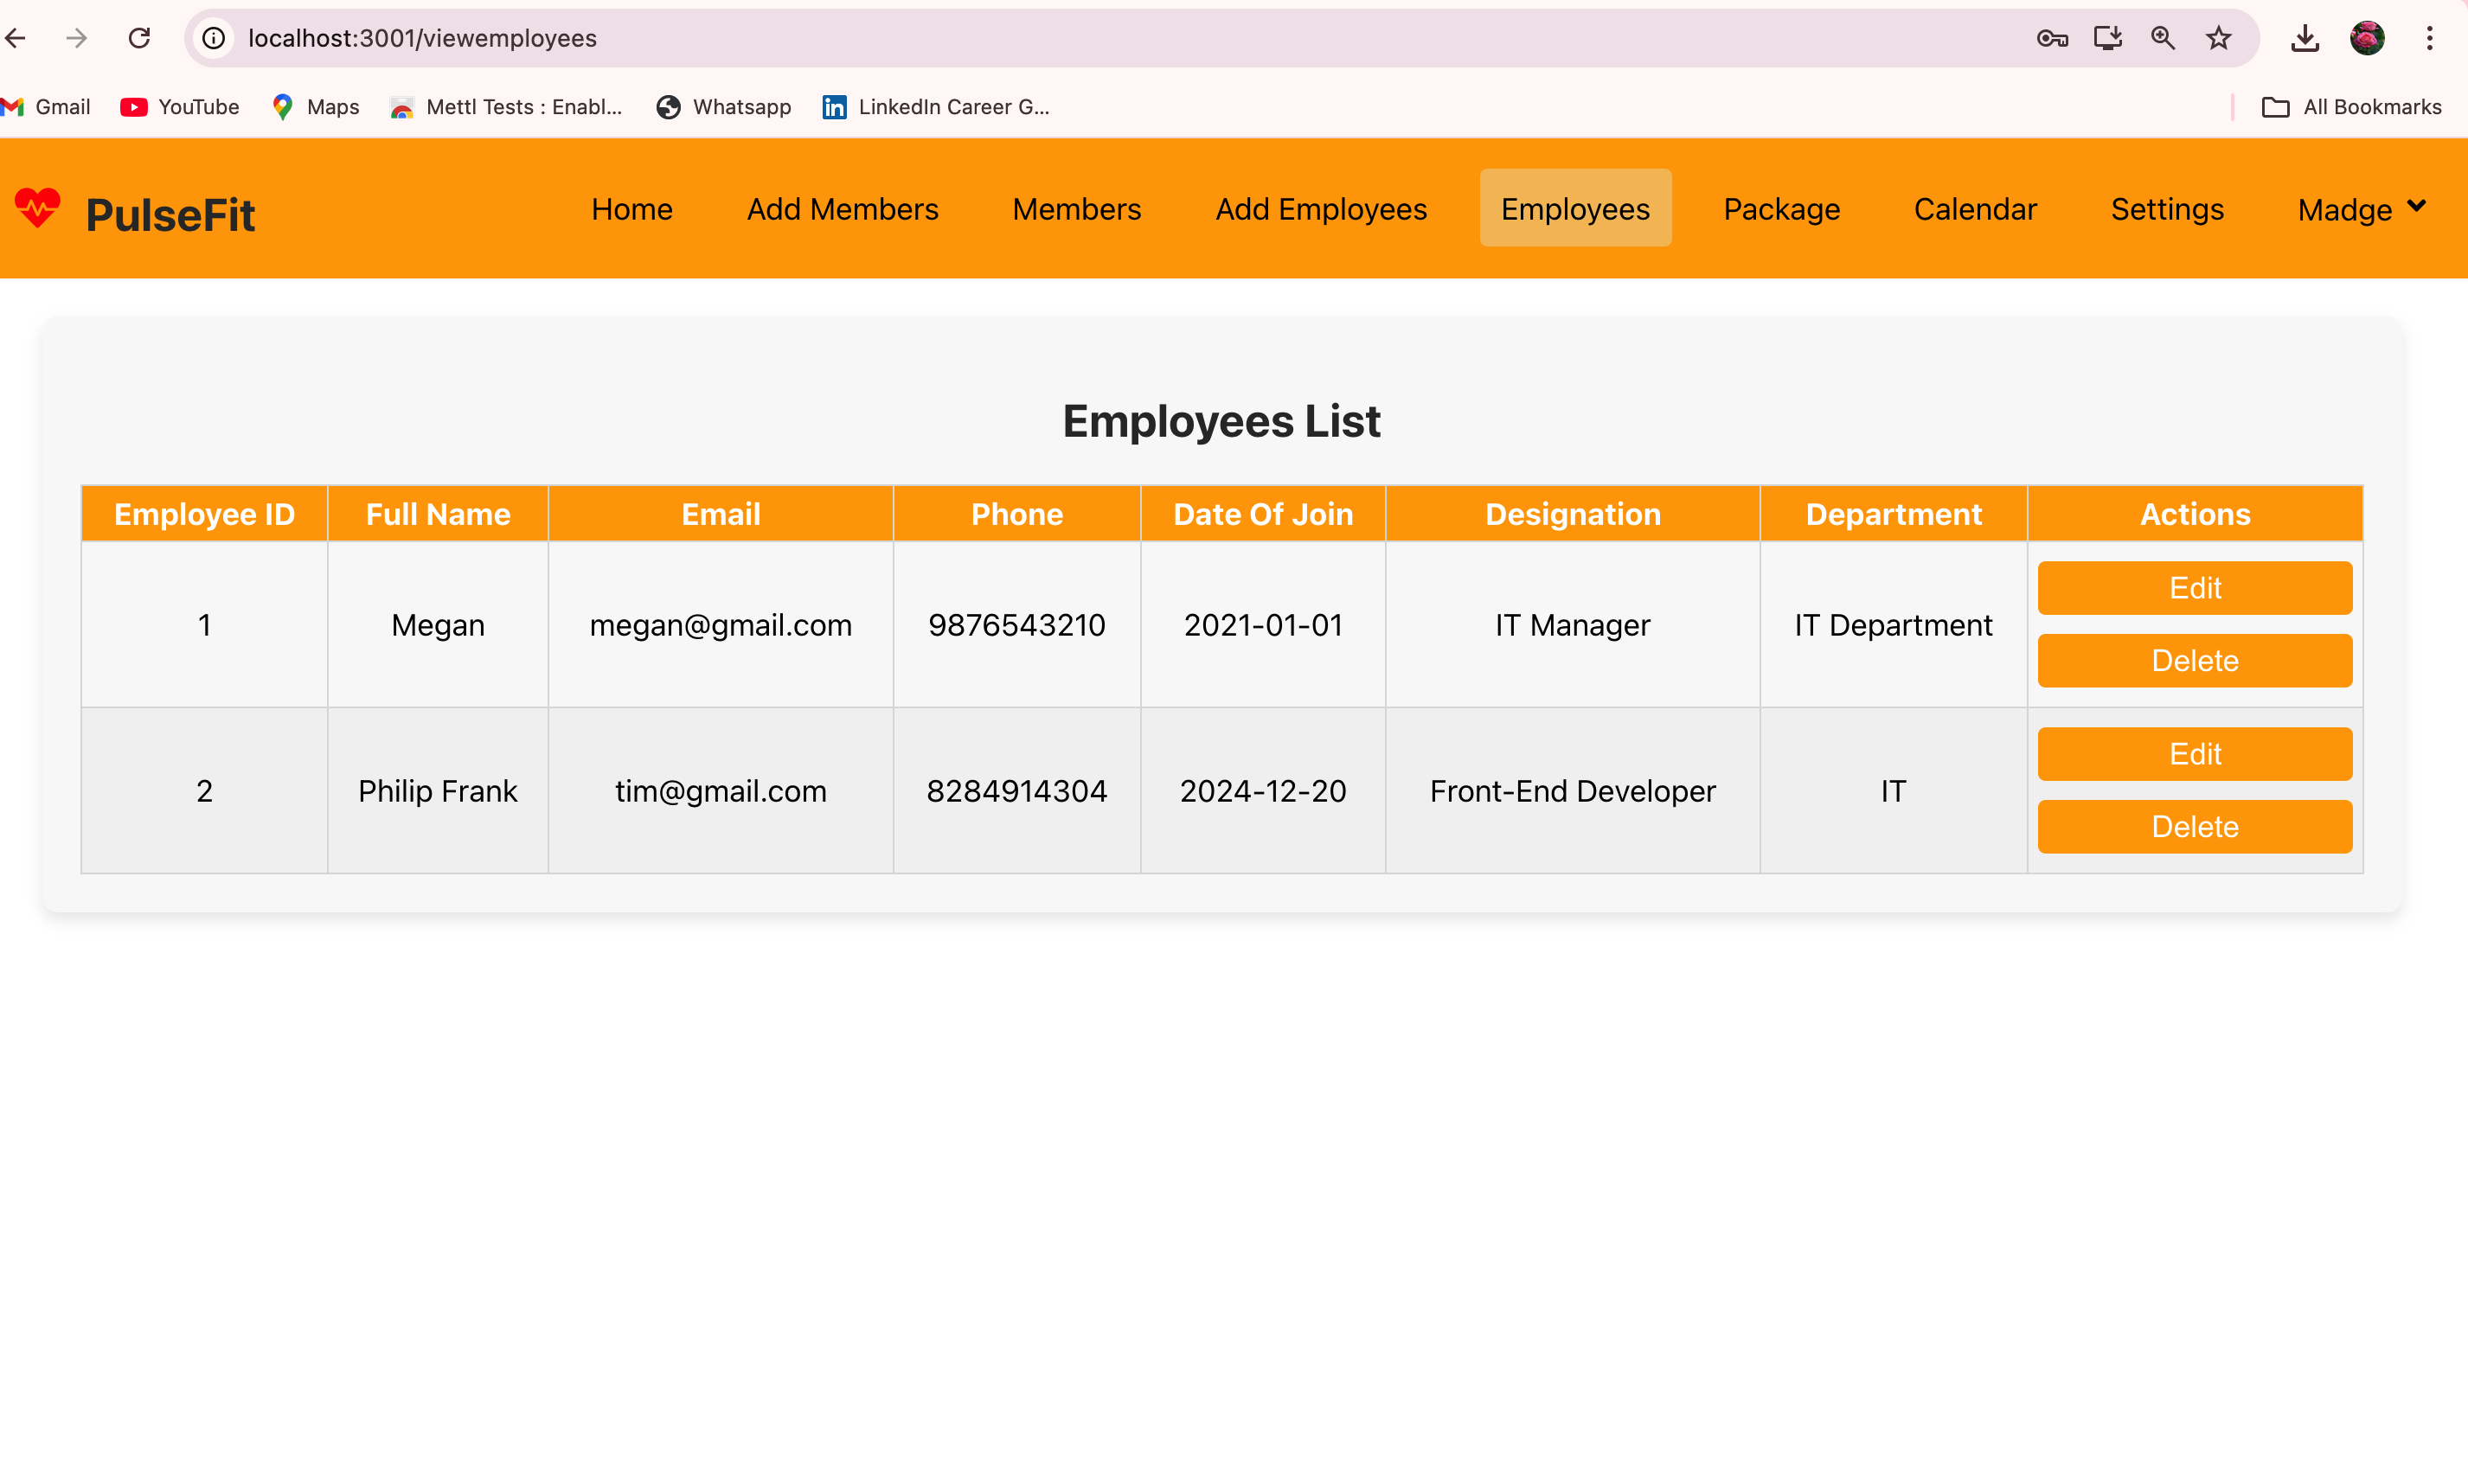 localhost:3001/viewemployees
Gmail YouTube Maps Mettl Tests : Enabl... Whatsapp LinkedIn Career G... All Bookmarks
PulseFit Home Add Members Members Add Employees Employees Package Calendar Settings Madge
Employees List
Employee ID Full Name Email Phone Date Of Join Designation Department Actions
1 Megan megan@gmail.com 9876543210 2021-01-01 IT Manager IT Department Edit
Delete
2 Philip Frank tim@gmail.com 8284914304 2024-12-20 Front-End Developer IT Edit
Delete